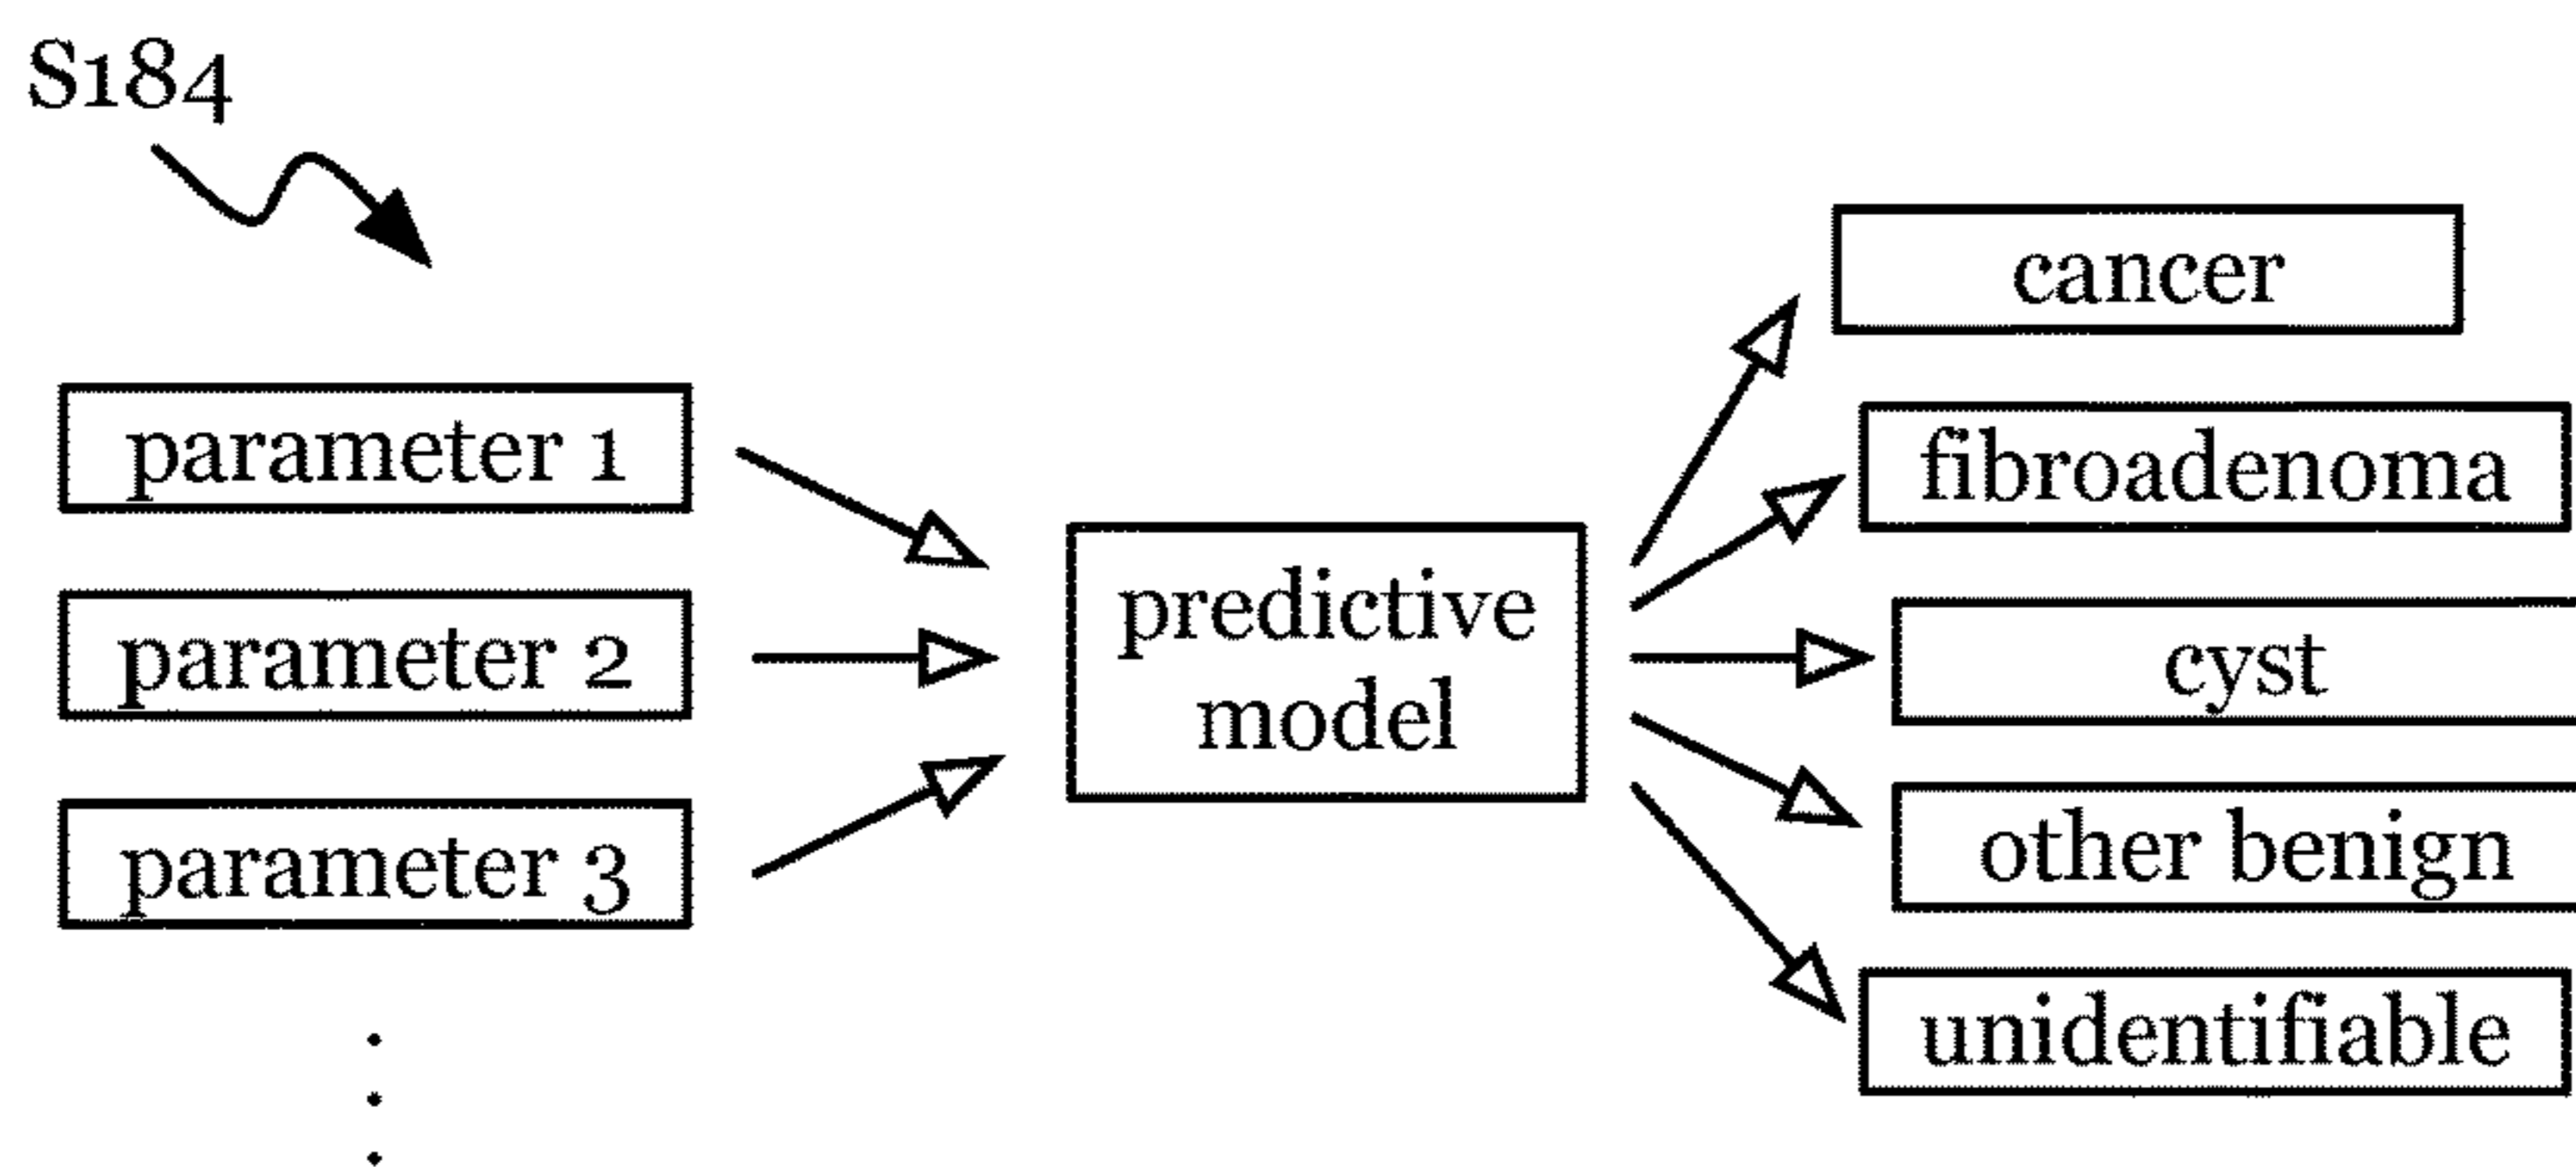 S184
parameter 1
parameter 2
parameter 3
predictive
model
cancer
fibroadenoma
cyst
other benign
unidentifiable